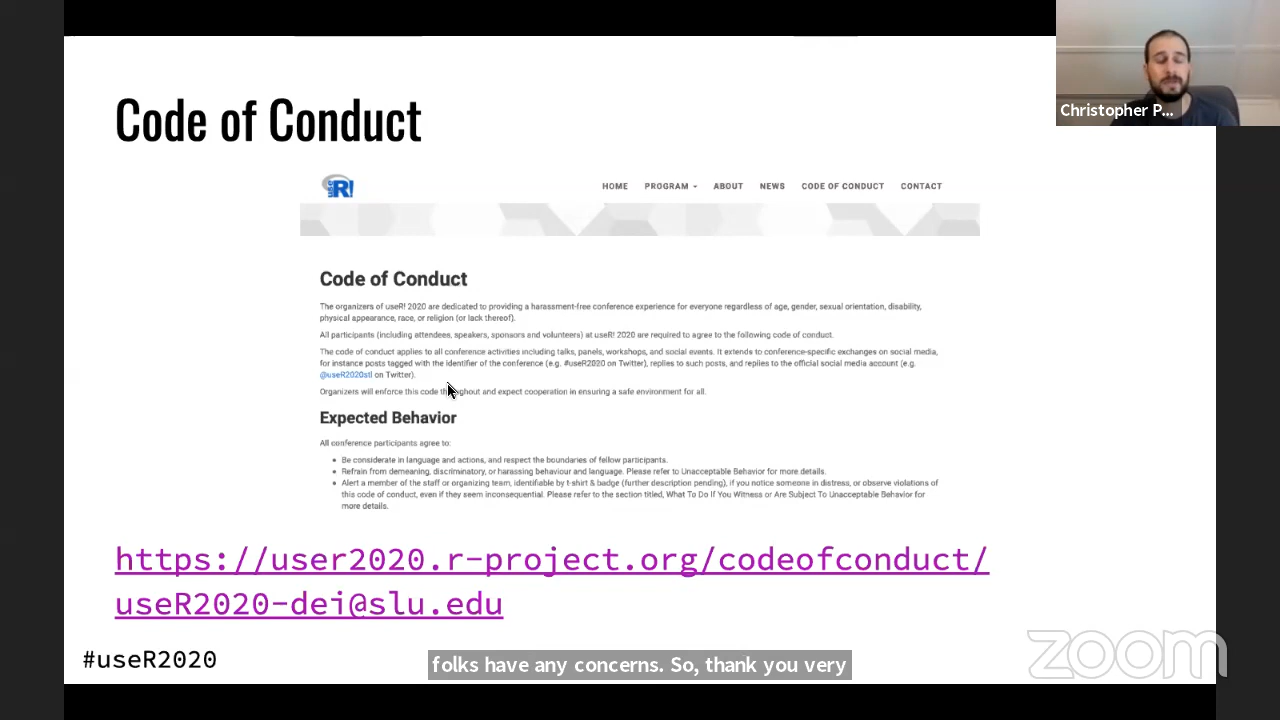 Christopher P...
Code of Conduct
useR!
HOME PROGRAM ABOUT NEWS CODE OF CONDUCT CONTACT
Code of Conduct
The organizers of useR! 2020 are dedicated to providing a harassment-free conference experience for everyone regardless of age, gender, sexual orientation, disability,
physical appearance, race, or religion (or lack thereof).
All participants (including attendees, speakers, sponsors and volunteers) at useR! 2020 are required to agree to the following code of conduct.
The code of conduct applies to all conference activities including talks, panels, workshops, and social events. It extends to conference-specific exchanges on social media,
for instance posts tagged with the identifier of the conference (e.g. #useR2020 on Twitter), replies to such posts, and replies to the official social media account (e.g.
@useR2020stl on Twitter).
Organizers will enforce this code throughout and expect cooperation in ensuring a safe environment for all.
Expected Behavior
All conference participants agree to:
• Be considerate in language and actions, and respect the boundaries of fellow participants.
• Refrain from demeaning, discriminatory, or harassing behaviour and language. Please refer to Unacceptable Behavior for more details.
• Alert a member of the staff or organizing team, identifiable by t-shirt & badge (further description pending), if you notice someone in distress, or observe violations of
this code of conduct, even if they seem inconsequential. Please refer to the section titled, What To Do If You Witness or Are Subject To Unacceptable Behavior for
more details.
https://user2020.r-project.org/codeofconduct/
useR2020-dei@slu.edu
#useR2020
folks have any concerns. So, thank you very
zoom